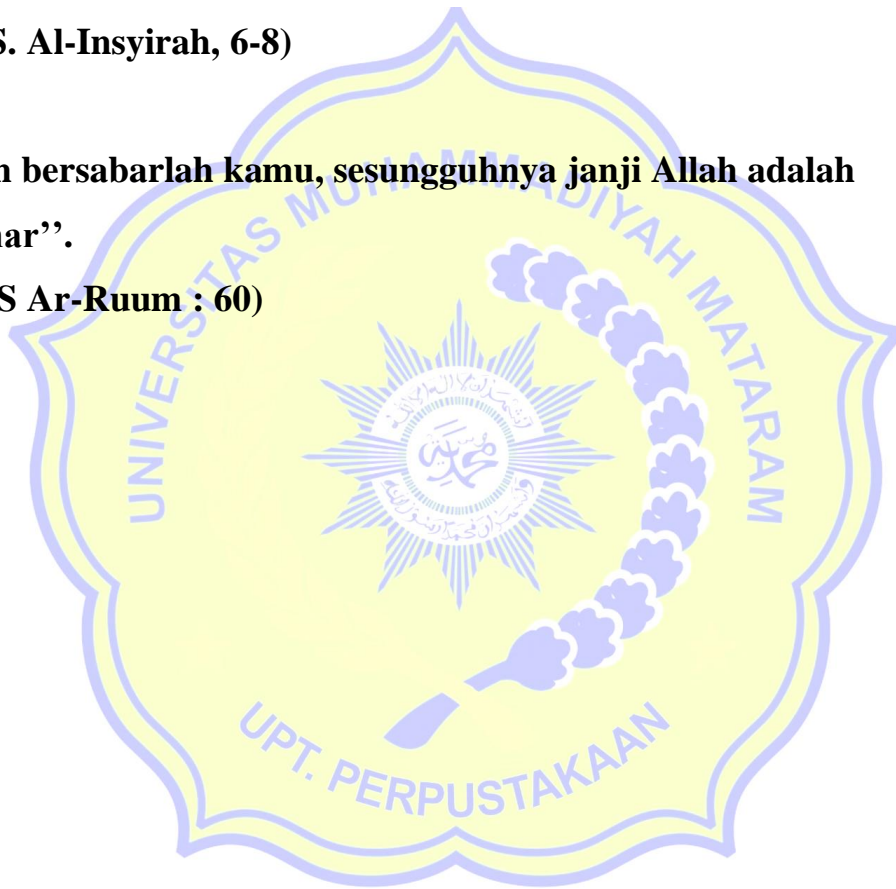 S. Al-Insyirah, 6-8)
n bersabarlah kamu, sesungguhnya janji Allah adalah
nar’’.
S Ar-Ruum : 60)
UNIVERSITAS MUHAMMADIYAH MATARAM
UPT. PERPUSTAKAAN